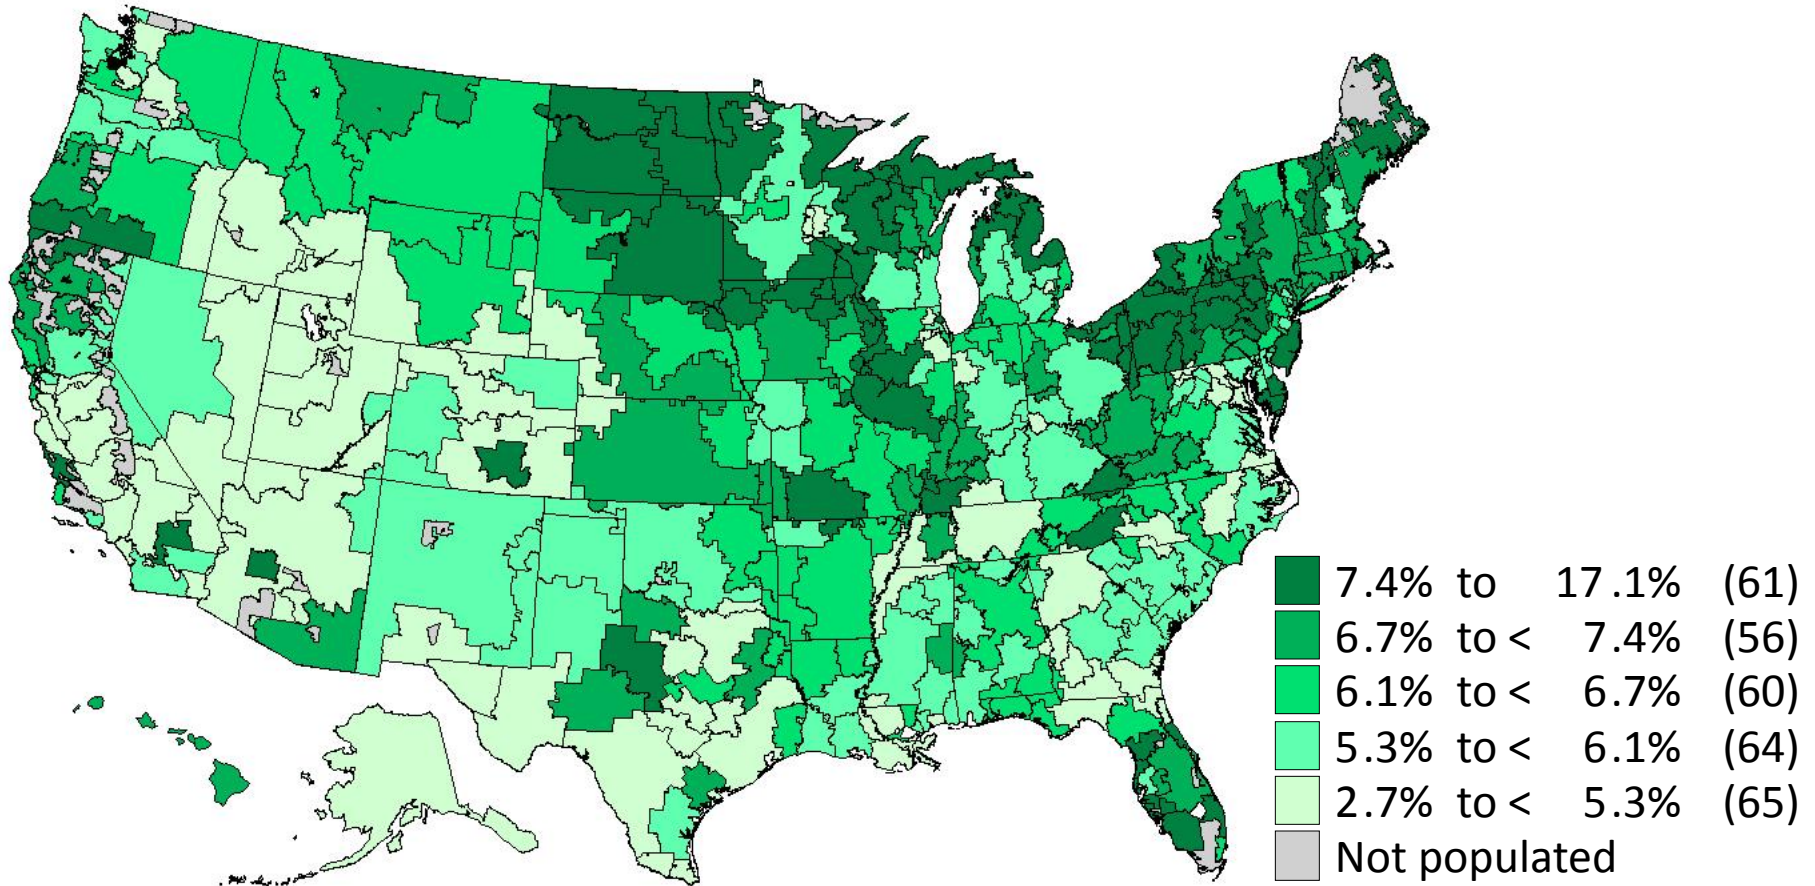 7.4% to 17.1% (61)
6.7% to < 7.4% (56)
6.1% to < 6.7% (60)
5.3% to < 6.1% (64)
2.7% to < 5.3% (65)
Not populated